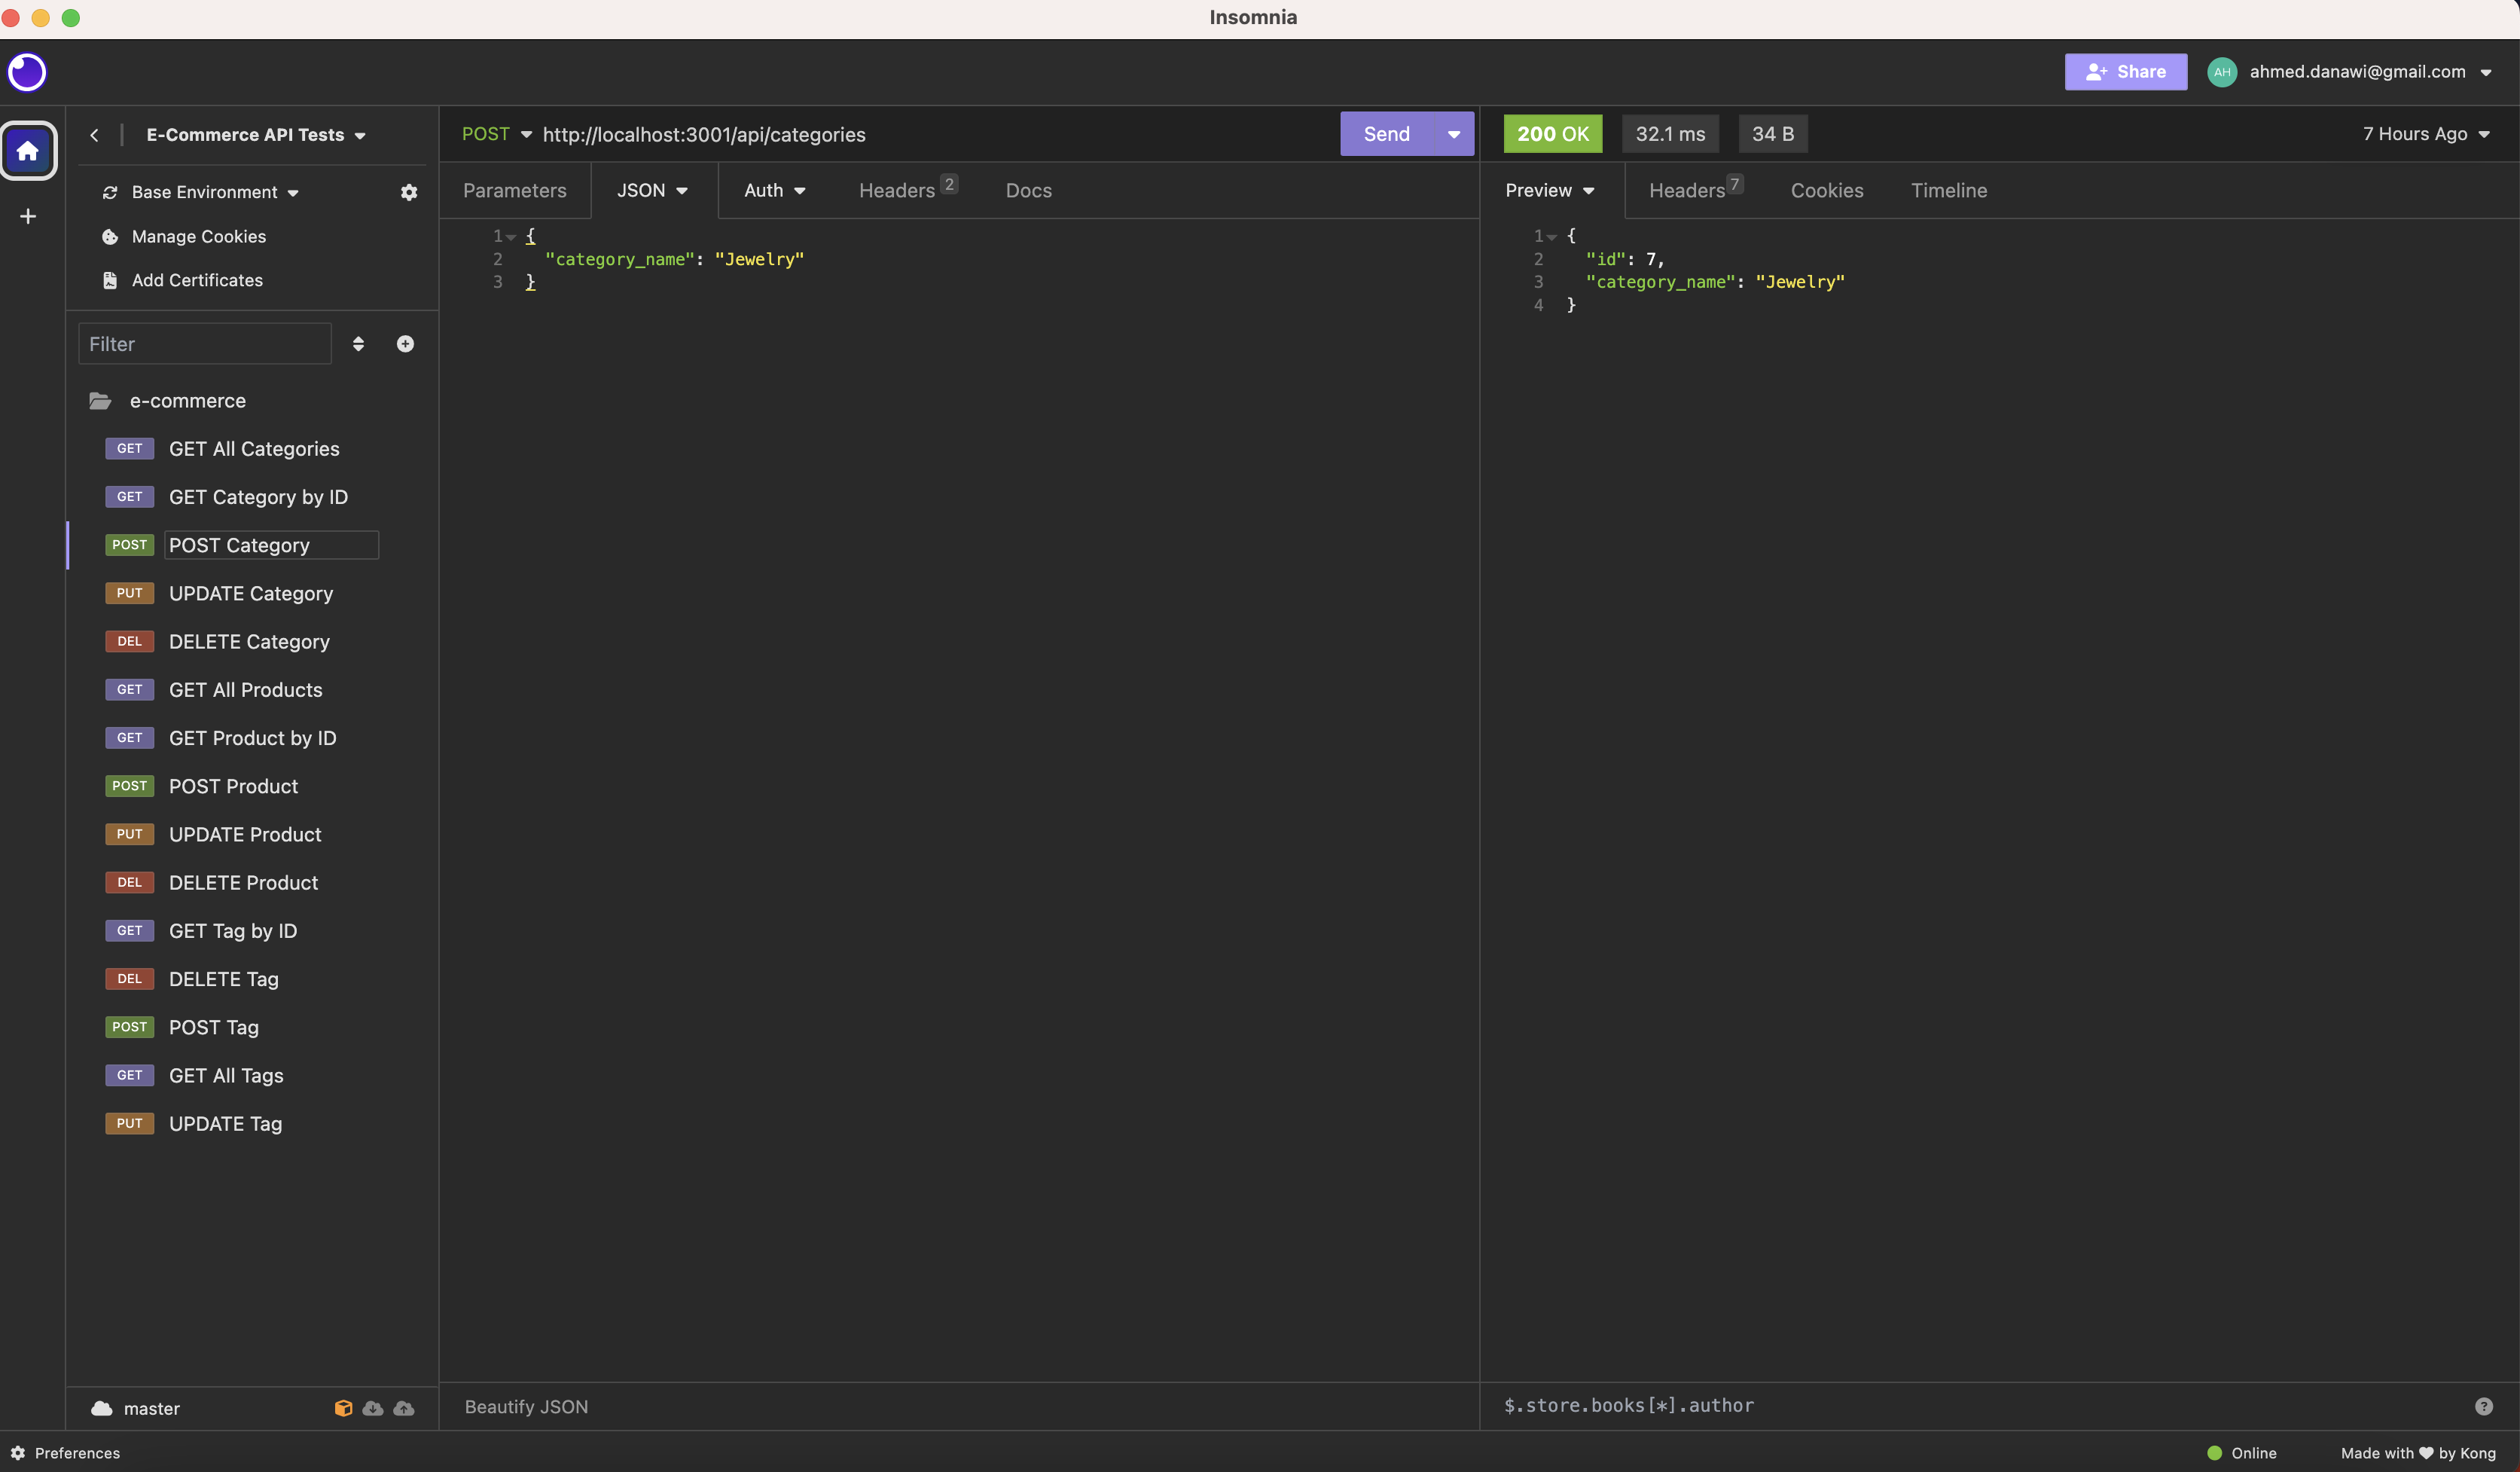 Insomnia
Share
AH
ahmed.danawi@gmail.com
E-Commerce API Tests
Base Environment
Manage Cookies
Add Certificates
Filter
e-commerce
GET GET All Categories
GET GET Category by ID
POST POST Category
PUT UPDATE Category
DEL DELETE Category
GET GET All Products
GET GET Product by ID
POST POST Product
PUT UPDATE Product
DEL DELETE Product
GET GET Tag by ID
DEL DELETE Tag
POST POST Tag
GET GET All Tags
PUT UPDATE Tag
master
POST http://localhost:3001/api/categories
Send
Parameters JSON Auth Headers 2 Docs
1 {
2 "category_name": "Jewelry"
3 }
Beautify JSON
200 OK 32.1 ms 34 B 7 Hours Ago
Preview Headers 7 Cookies Timeline
1 {
2 "id": 7,
3 "category_name": "Jewelry"
4 }
$.store.books[*].author
Preferences
Online
Made with ❤ by Kong